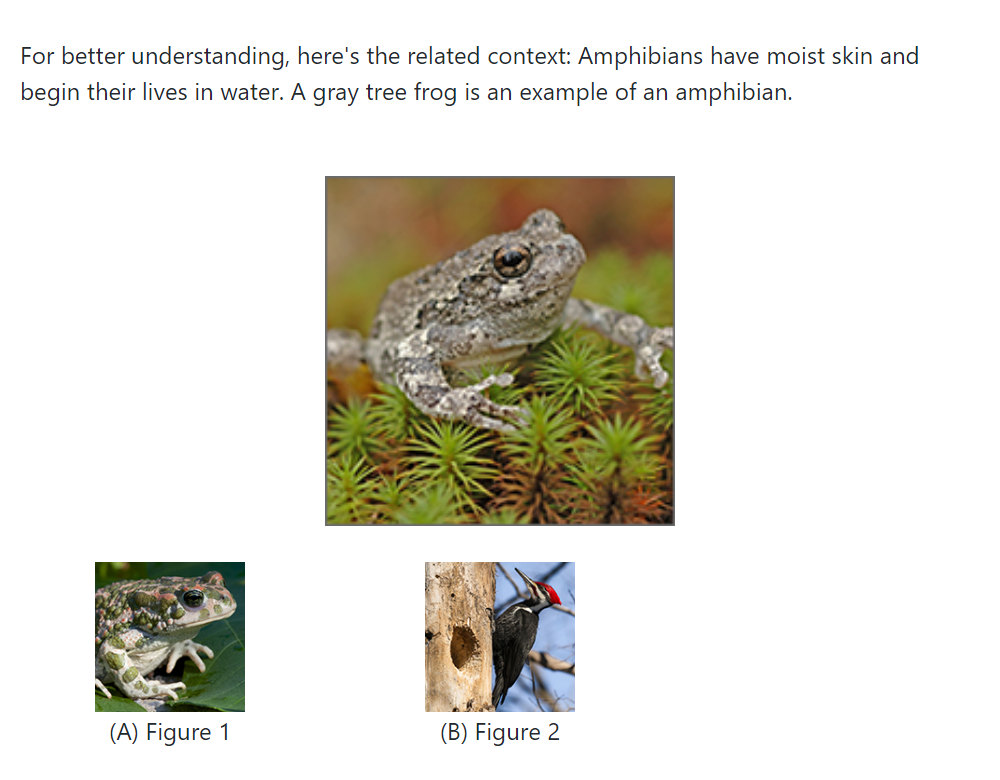 For better understanding, here's the related context: Amphibians have moist skin and
begin their lives in water. A gray tree frog is an example of an amphibian.
(A) Figure 1
(B) Figure 2